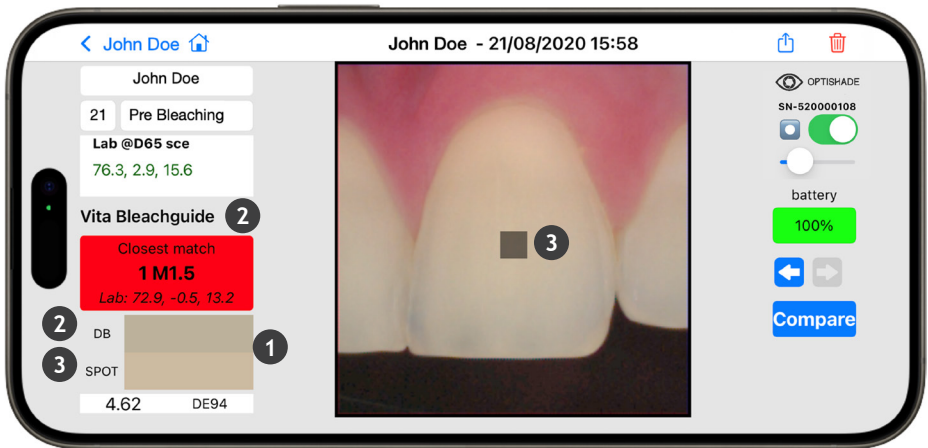 John Doe
John Doe - 21/08/2020 15:58
John Doe
21 Pre Bleaching
Lab @D65 sce
76.3, 2.9, 15.6
Vita Bleachguide 2
Closest match
1 M1.5
Lab: 72.9, -0.5, 13.2
2 DB
1
3 SPOT
4.62 DE94
3
OPTISHADE
SN-520000108
battery
100%
Compare